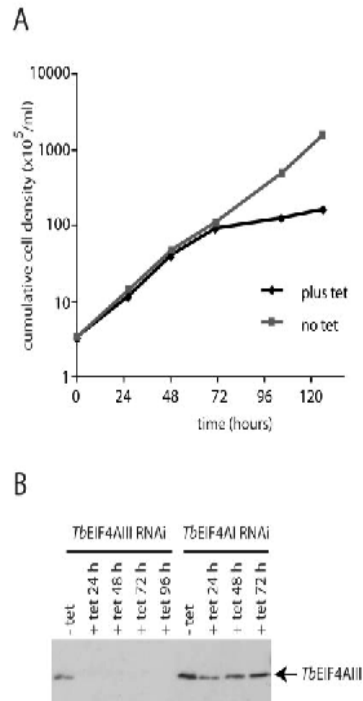 A
cumulative cell density (x10⁵/ml)
10000
1000
100
10
1
0 24 48 72 96 120
time (hours)
plus tet
no tet
B
TbEIF4AIII RNAi TbEIF4AI RNAi
- tet
+ tet 24 h
+ tet 48 h
+ tet 72 h
+ tet 96 h
- tet
+ tet 24 h
+ tet 48 h
+ tet 72 h
TbEIF4AIII